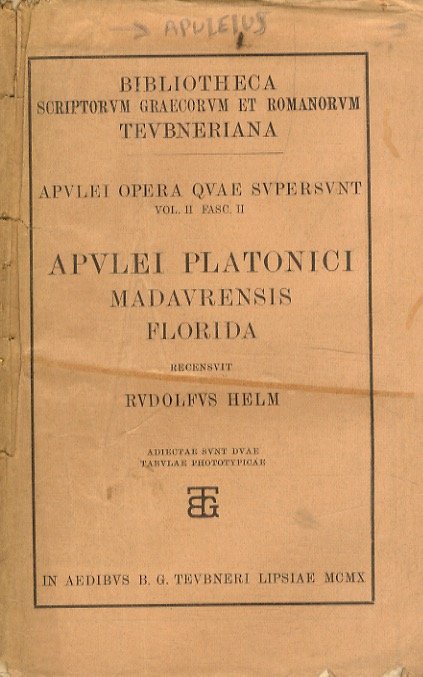 → APULEIUS
BIBLIOTHECA
SCRIPTORVM GRAECORVM ET ROMANORVM
TEVBNERIANA
APVLEI OPERA QVAE SVPERSVNT
VOL. II FASC. II
APVLEI PLATONICI
MADAVRENSIS
FLORIDA
RECENSVIT
RVDOLFVS HELM
ADIECTAE SVNT DVAE
TABVLAE PHOTOTYPICAE
BTG
IN AEDIBVS B. G. TEVBNERI LIPSIAE MCMX